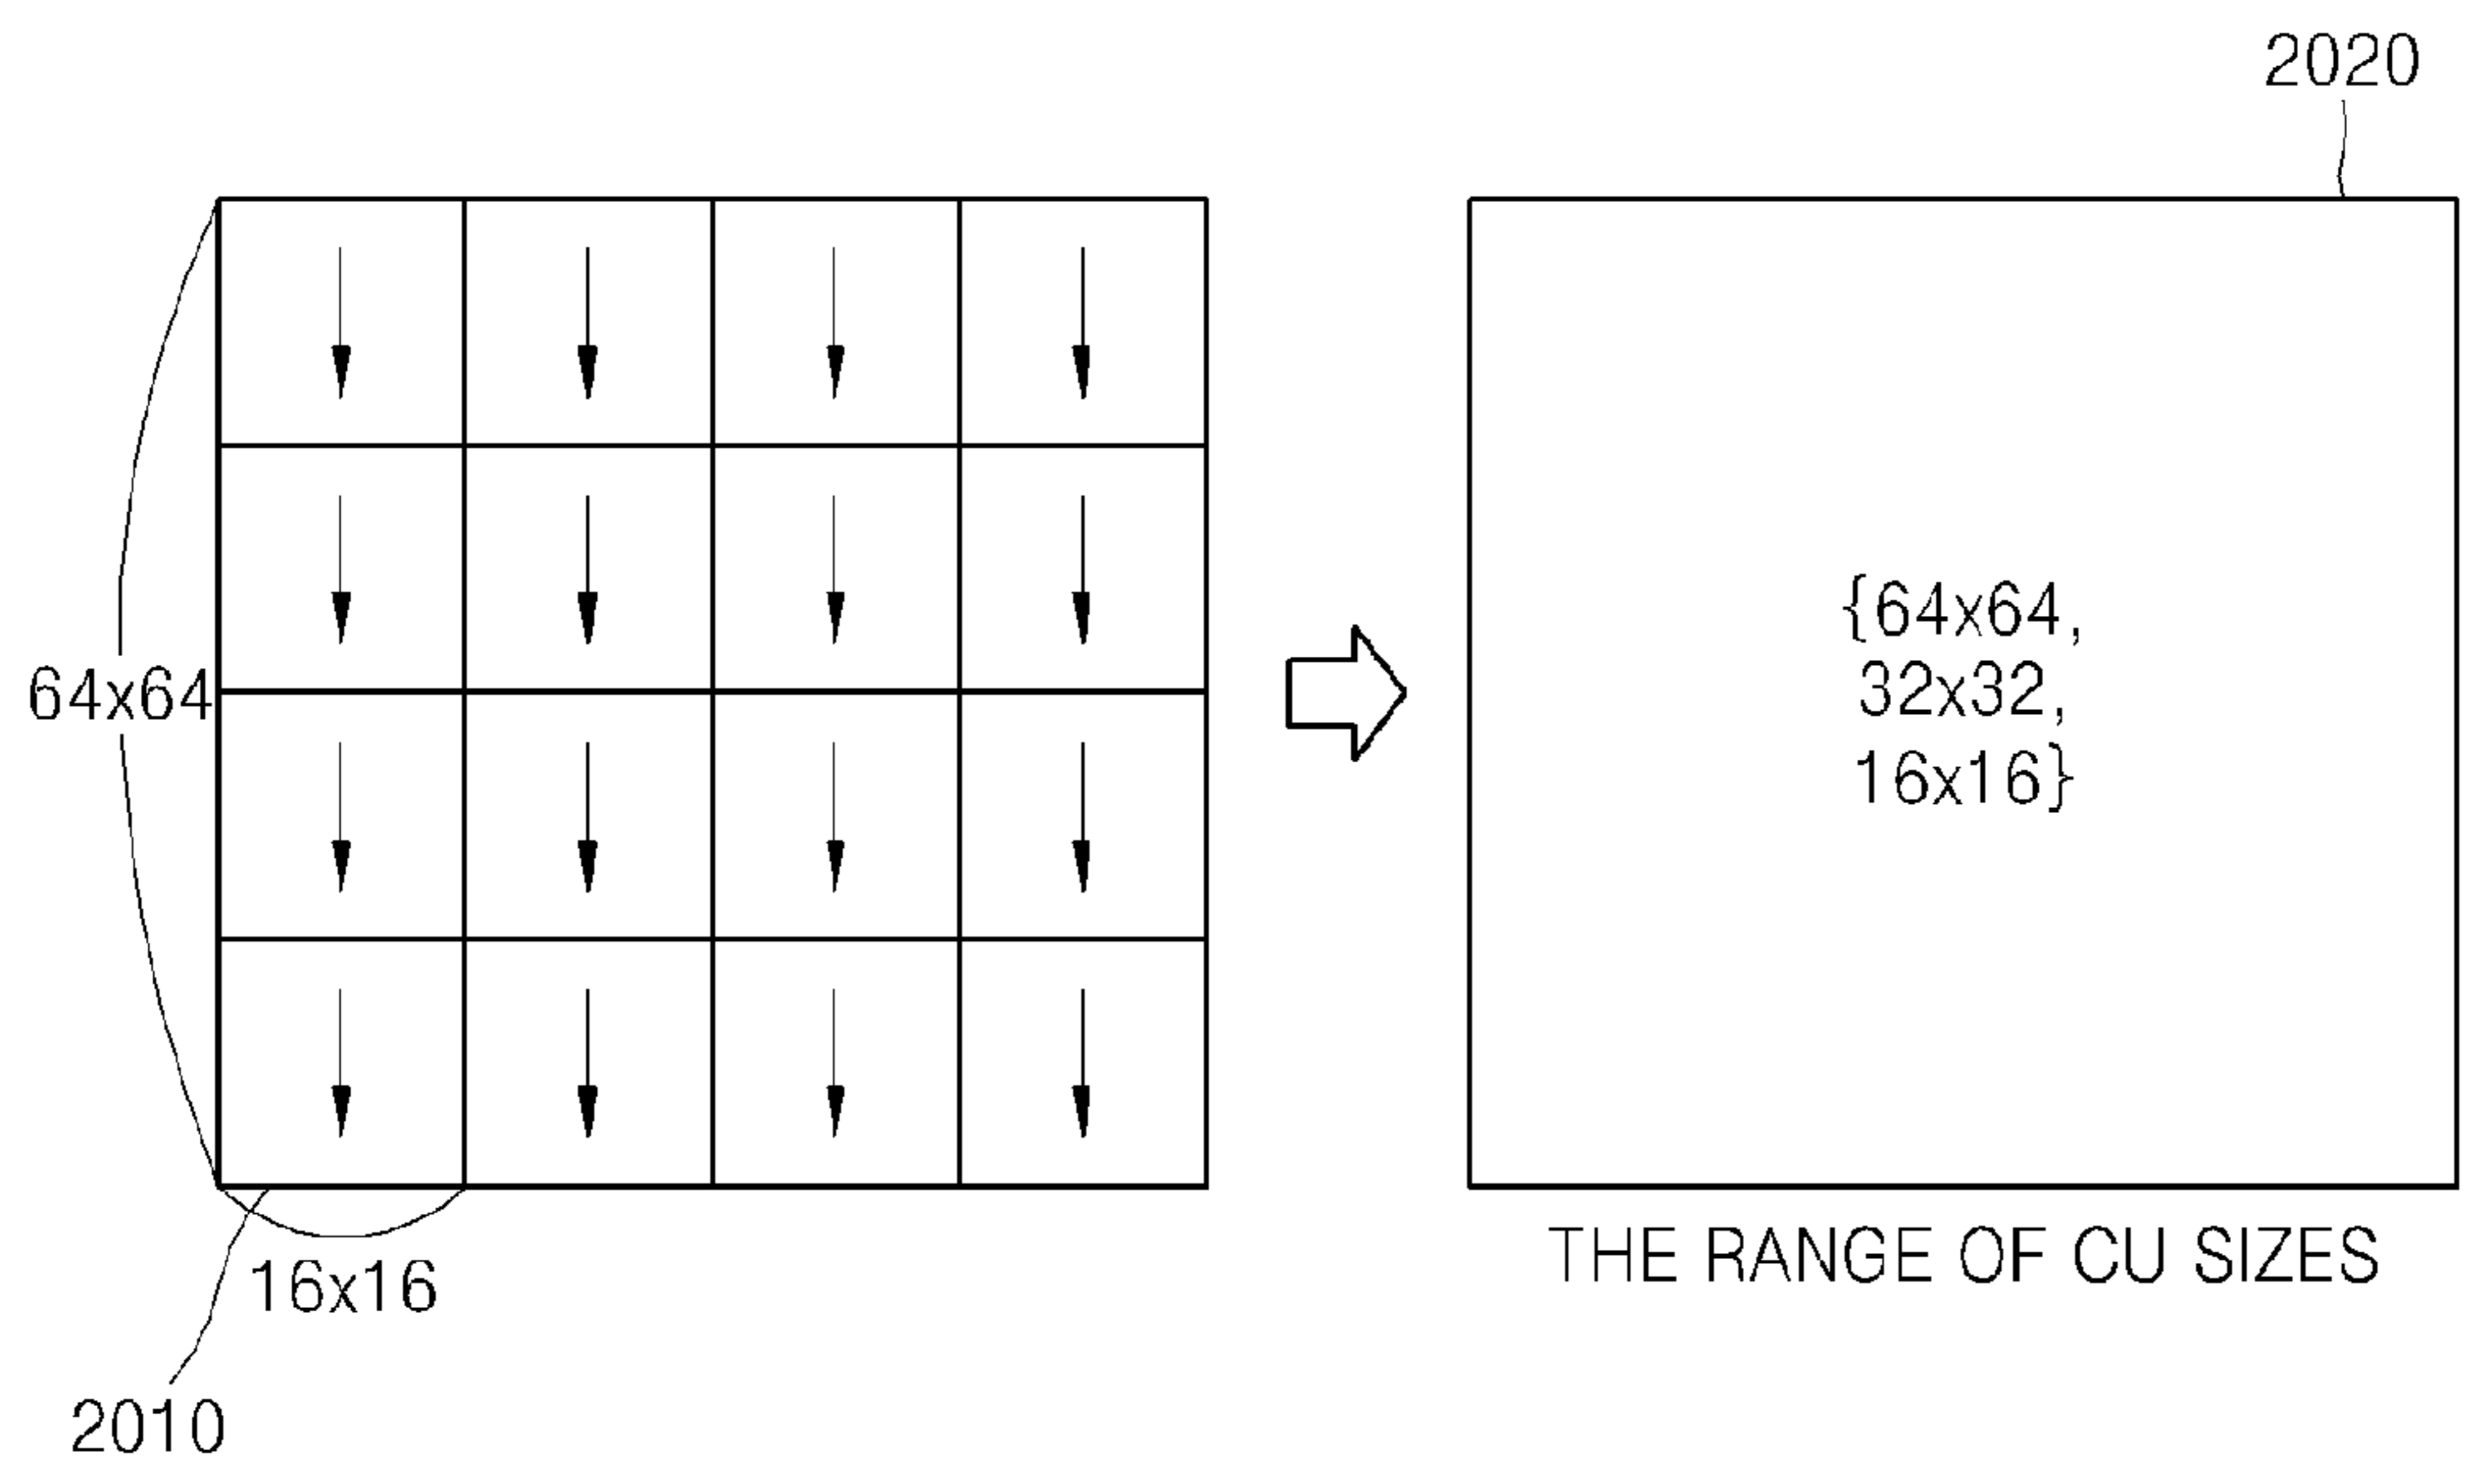 2020
64x64
{64x64,
32x32,
16x16}
THE RANGE OF CU SIZES
16x16
2010